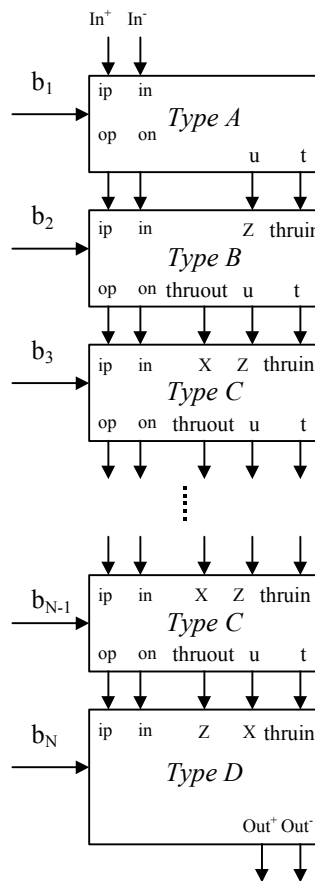 In⁺ In⁻
b₁
ip in
Type A
op on
u t
b₂
Z thruin
Type B
op on thruout u t
b₃
ip in X Z thruin
Type C
thruout
op on u t
ip in X Z thruin
b_N-1
Type C
op on thruout u t
b_N
ip in Z X thruin
Type D
Out⁺ Out⁻